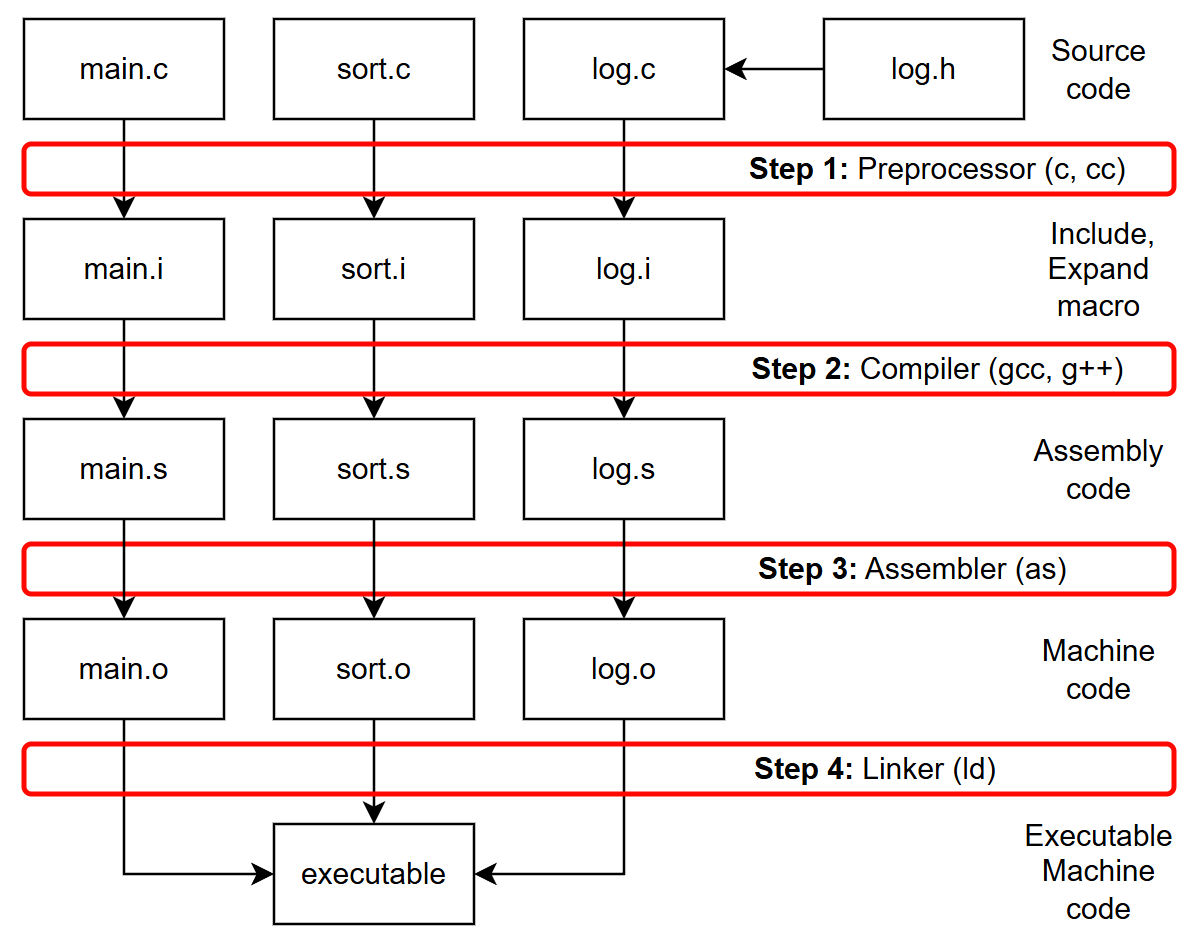 main.c
sort.c
log.c
log.h
Source
code
Step 1: Preprocessor (c, cc)
main.i
sort.i
log.i
Include,
Expand
macro
Step 2: Compiler (gcc, g++)
main.s
sort.s
log.s
Assembly
code
Step 3: Assembler (as)
main.o
sort.o
log.o
Machine
code
Step 4: Linker (ld)
executable
Executable
Machine
code